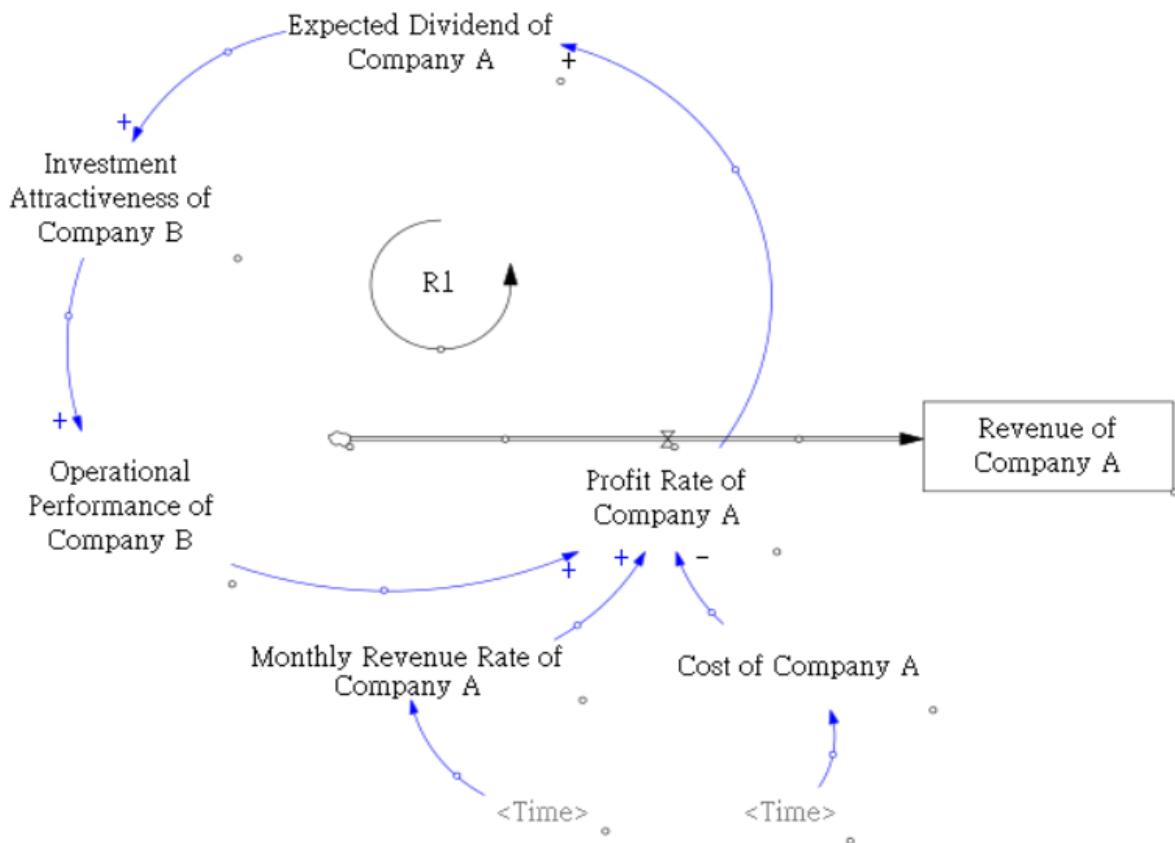 Expected Dividend of
Company A
+
+
Investment
Attractiveness of
Company B
R1
+
Operational
Performance of
Company B
Revenue of
Company A
Profit Rate of
Company A
+
+
-
Monthly Revenue Rate of
Company A
Cost of Company A
<Time>
<Time>